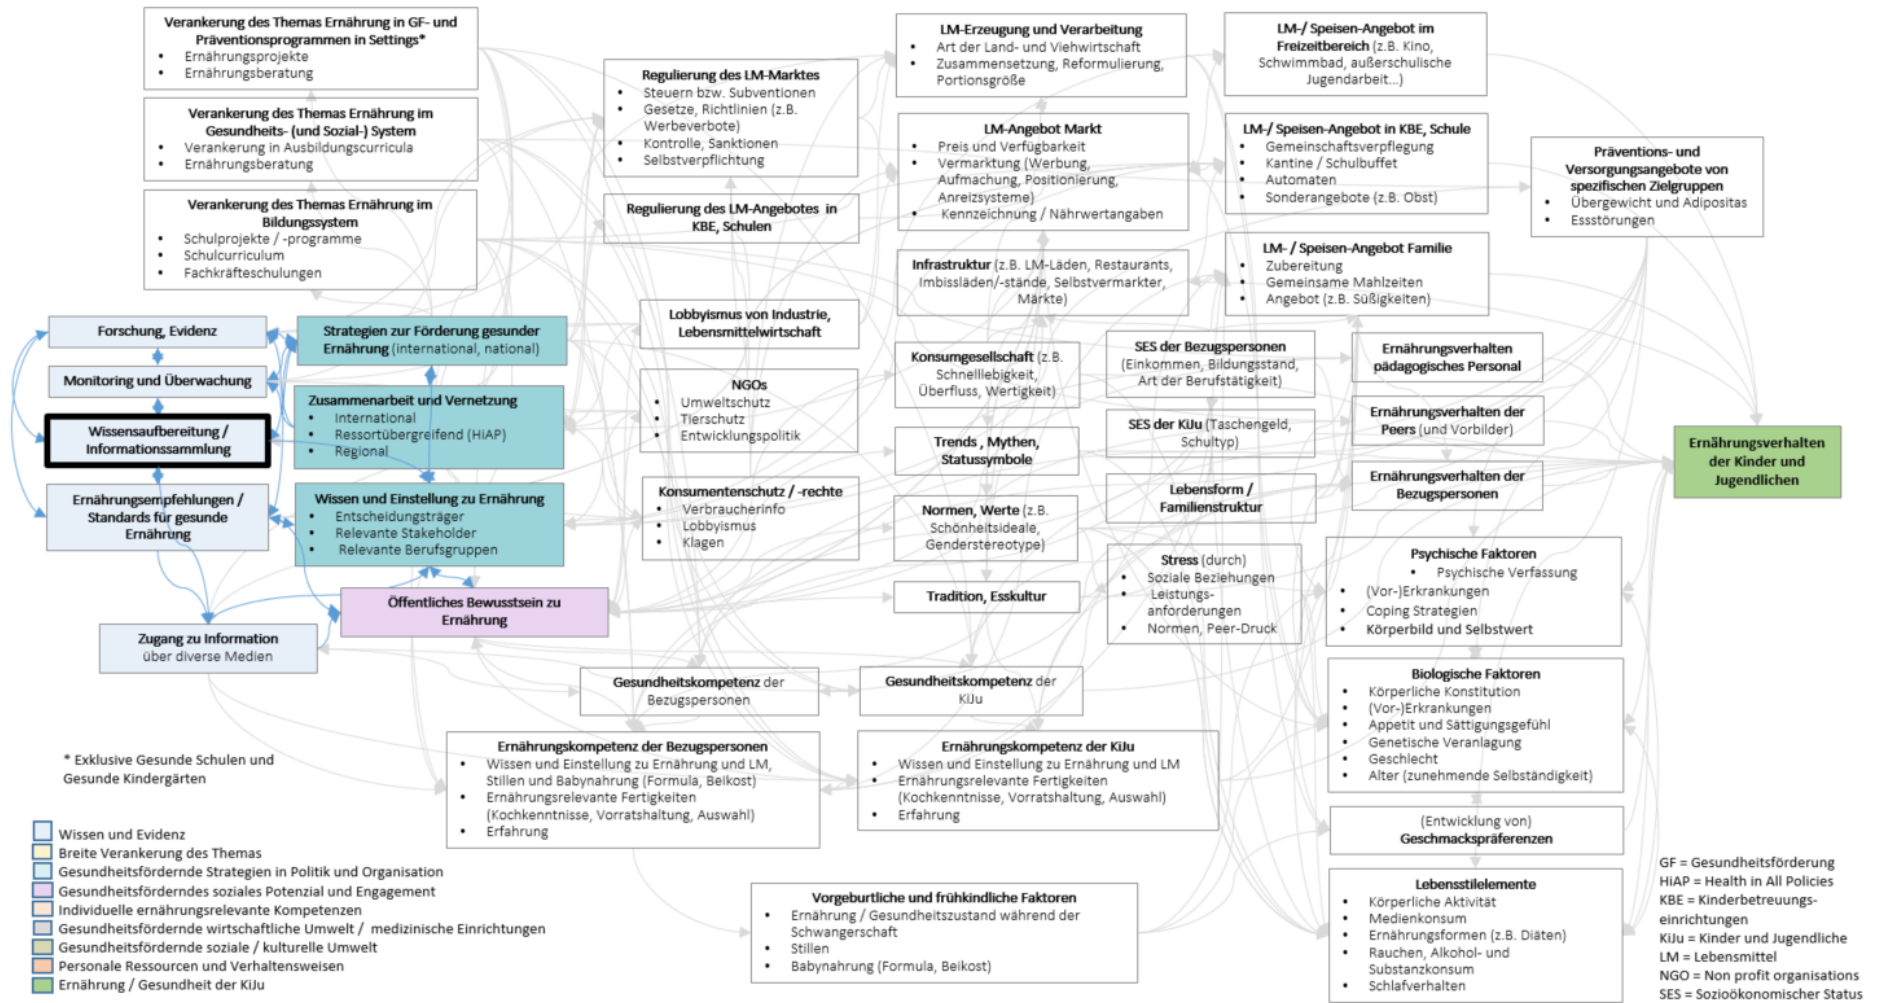 Verankerung des Themas Ernährung in GF- und
Präventionsprogrammen in Settings*
• Ernährungsprojekte
• Ernährungsberatung
Verankerung des Themas Ernährung im
Gesundheits- (und Sozial-) System
• Verankerung in Ausbildungscurricula
• Ernährungsberatung
Verankerung des Themas Ernährung im
Bildungssystem
• Schulprojekte / -programme
• Schulcurriculum
• Fachkräfteschulungen
Forschung, Evidenz
Monitoring und Überwachung
Wissensaufbereitung /
Informationssammlung
Ernährungsempfehlungen /
Standards für gesunde
Ernährung
Zugang zu Information
über diverse Medien
Strategien zur Förderung gesunder
Ernährung (international, national)
Zusammenarbeit und Vernetzung
• International
• Ressortübergreifend (HiAP)
• Regional
Wissen und Einstellung zu Ernährung
• Entscheidungsträger
• Relevante Stakeholder
• Relevante Berufsgruppen
Öffentliches Bewusstsein zu
Ernährung
Regulierung des LM-Marktes
• Steuern bzw. Subventionen
• Gesetze, Richtlinien (z.B.
Werbeverbote)
• Kontrolle, Sanktionen
• Selbstverpflichtung
Regulierung des LM-Angebotes in
KBE, Schulen
Lobbyismus von Industrie,
Lebensmittelwirtschaft
NGOs
• Umweltschutz
• Tierschutz
• Entwicklungspolitik
Konsumentenschutz / -rechte
• Verbraucherinfo
• Lobbyismus
• Klagen
Gesundheitskompetenz der
Bezugspersonen
Gesundheitskompetenz der
KiJu
Ernährungskompetenz der Bezugspersonen
• Wissen und Einstellung zu Ernährung und LM,
Stillen und Babynahrung (Formula, Beikost)
• Ernährungsrelevante Fertigkeiten
(Kochkenntnisse, Vorratshaltung, Auswahl)
• Erfahrung
Ernährungskompetenz der KiJu
• Wissen und Einstellung zu Ernährung und LM
• Ernährungsrelevante Fertigkeiten
(Kochkenntnisse, Vorratshaltung, Auswahl)
• Erfahrung
Vorgeburtliche und frühkindliche Faktoren
• Ernährung / Gesundheitszustand während der
Schwangerschaft
• Stillen
• Babynahrung (Formula, Beikost)
LM-Erzeugung und Verarbeitung
• Art der Land- und Viehwirtschaft
• Zusammensetzung, Reformulierung,
Portionsgröße
LM-Angebot Markt
• Preis und Verfügbarkeit
• Vermarktung (Werbung,
Aufmachung, Positionierung,
Anreizsysteme)
• Kennzeichnung / Nährwertangaben
Infrastruktur (z.B. LM-Läden, Restaurants,
Imbissläden/-stände, Selbstvermarkter,
Märkte)
Konsumgesellschaft (z.B.
Schnelllebigkeit,
Überfluss, Wertigkeit)
Trends , Mythen,
Statussymbole
Normen, Werte (z.B.
Schönheitsideale,
Genderstereotype)
Tradition, Esskultur
SES der Bezugspersonen
(Einkommen, Bildungsstand,
Art der Berufstätigkeit)
SES der KiJu (Taschengeld,
Schultyp)
Lebensform /
Familienstruktur
Stress (durch)
• Soziale Beziehungen
• Leistungs-
anforderungen
• Normen, Peer-Druck
LM-/ Speisen-Angebot im
Freizeitbereich (z.B. Kino,
Schwimmbad, außerschulische
Jugendarbeit...)
LM-/ Speisen-Angebot in KBE, Schule
• Gemeinschaftsverpflegung
• Kantine / Schulbuffet
• Automaten
• Sonderangebote (z.B. Obst)
LM- / Speisen-Angebot Familie
• Zubereitung
• Gemeinsame Mahlzeiten
• Angebot (z.B. Süßigkeiten)
Ernährungsverhalten
pädagogisches Personal
Ernährungsverhalten der
Peers (und Vorbilder)
Ernährungsverhalten der
Bezugspersonen
Psychische Faktoren
• Psychische Verfassung
• (Vor-)Erkrankungen
• Coping Strategien
• Körperbild und Selbstwert
Biologische Faktoren
• Körperliche Konstitution
• (Vor-)Erkrankungen
• Appetit und Sättigungsgefühl
• Genetische Veranlagung
• Geschlecht
• Alter (zunehmende Selbständigkeit)
(Entwicklung von)
Geschmackspräferenzen
Lebensstilelemente
• Körperliche Aktivität
• Medienkonsum
• Ernährungsformen (z.B. Diäten)
• Rauchen, Alkohol- und
Substanzkonsum
• Schlafverhalten
Präventions- und
Versorgungsangebote von
spezifischen Zielgruppen
• Übergewicht und Adipositas
• Essstörungen
Ernährungsverhalten
der Kinder und
Jugendlichen
* Exklusive Gesunde Schulen und
Gesunde Kindergärten
Wissen und Evidenz
Breite Verankerung des Themas
Gesundheitsfördernde Strategien in Politik und Organisation
Gesundheitsförderndes soziales Potenzial und Engagement
Individuelle ernährungsrelevante Kompetenzen
Gesundheitsfördernde wirtschaftliche Umwelt / medizinische Einrichtungen
Gesundheitsfördernde soziale / kulturelle Umwelt
Personale Ressourcen und Verhaltensweisen
Ernährung / Gesundheit der KiJu
GF = Gesundheitsförderung
HiAP = Health in All Policies
KBE = Kinderbetreuungs-
einrichtungen
KiJu = Kinder und Jugendliche
LM = Lebensmittel
NGO = Non profit organisations
SES = Sozioökonomischer Status